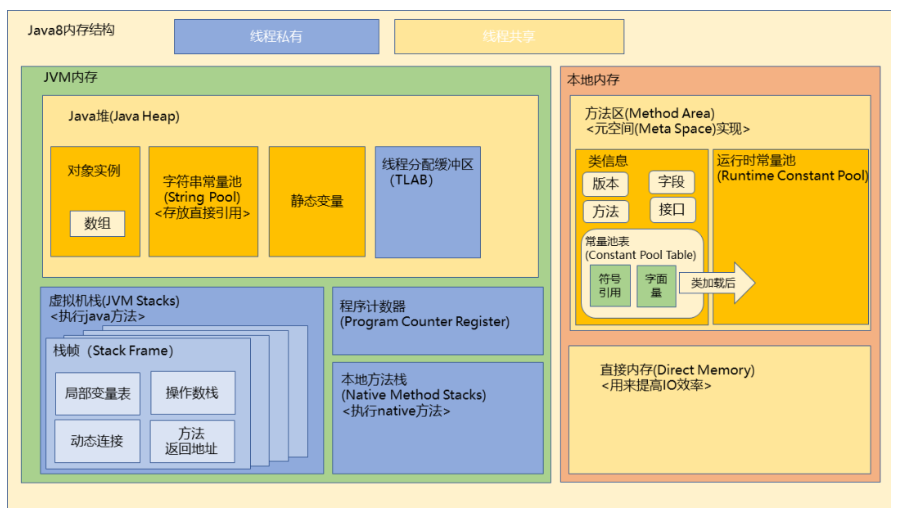 Java8内存结构
线程私有
线程共享
JVM内存
Java堆(Java Heap)
对象实例
数组
字符串常量池
(String Pool)
<存放直接引用>
静态变量
线程分配缓冲区
(TLAB)
虚拟机栈(JVM Stacks)
<执行java方法>
栈帧（Stack Frame）
局部变量表
操作数栈
动态连接
方法
返回地址
程序计数器
(Program Counter Register)
本地方法栈
(Native Method Stacks)
<执行native方法>
本地内存
方法区(Method Area)
<元空间(Meta Space)实现>
类信息
版本
字段
方法
接口
常量池表
(Constant Pool Table)
符号
引用
字面
量
类加载后
运行时常量池
(Runtime Constant Pool)
直接内存(Direct Memory)
<用来提高IO效率>